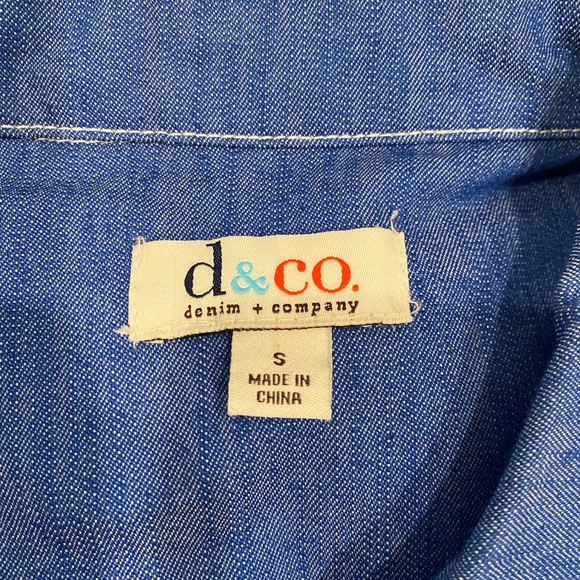 d&co.
denim + company
S
MADE IN
CHINA